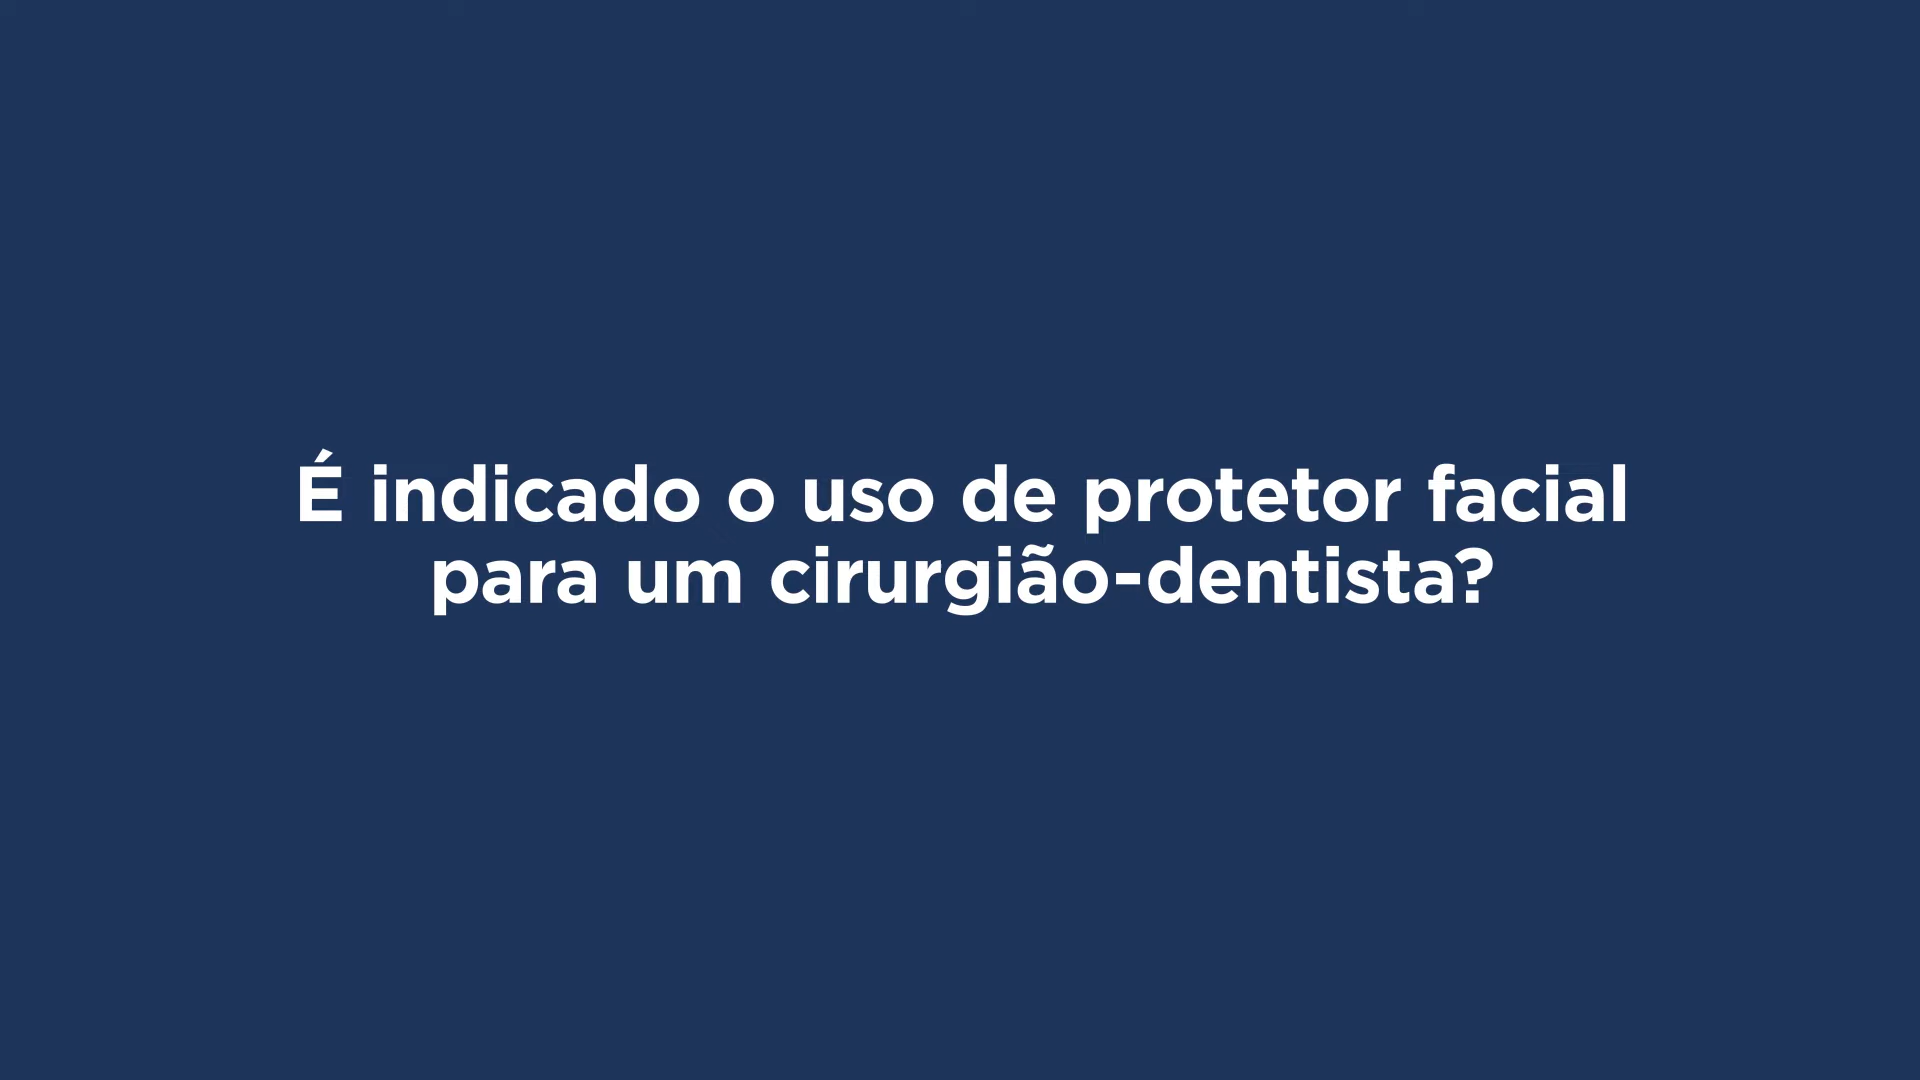 É indicado o uso de protetor facial
para um cirurgião-dentista?